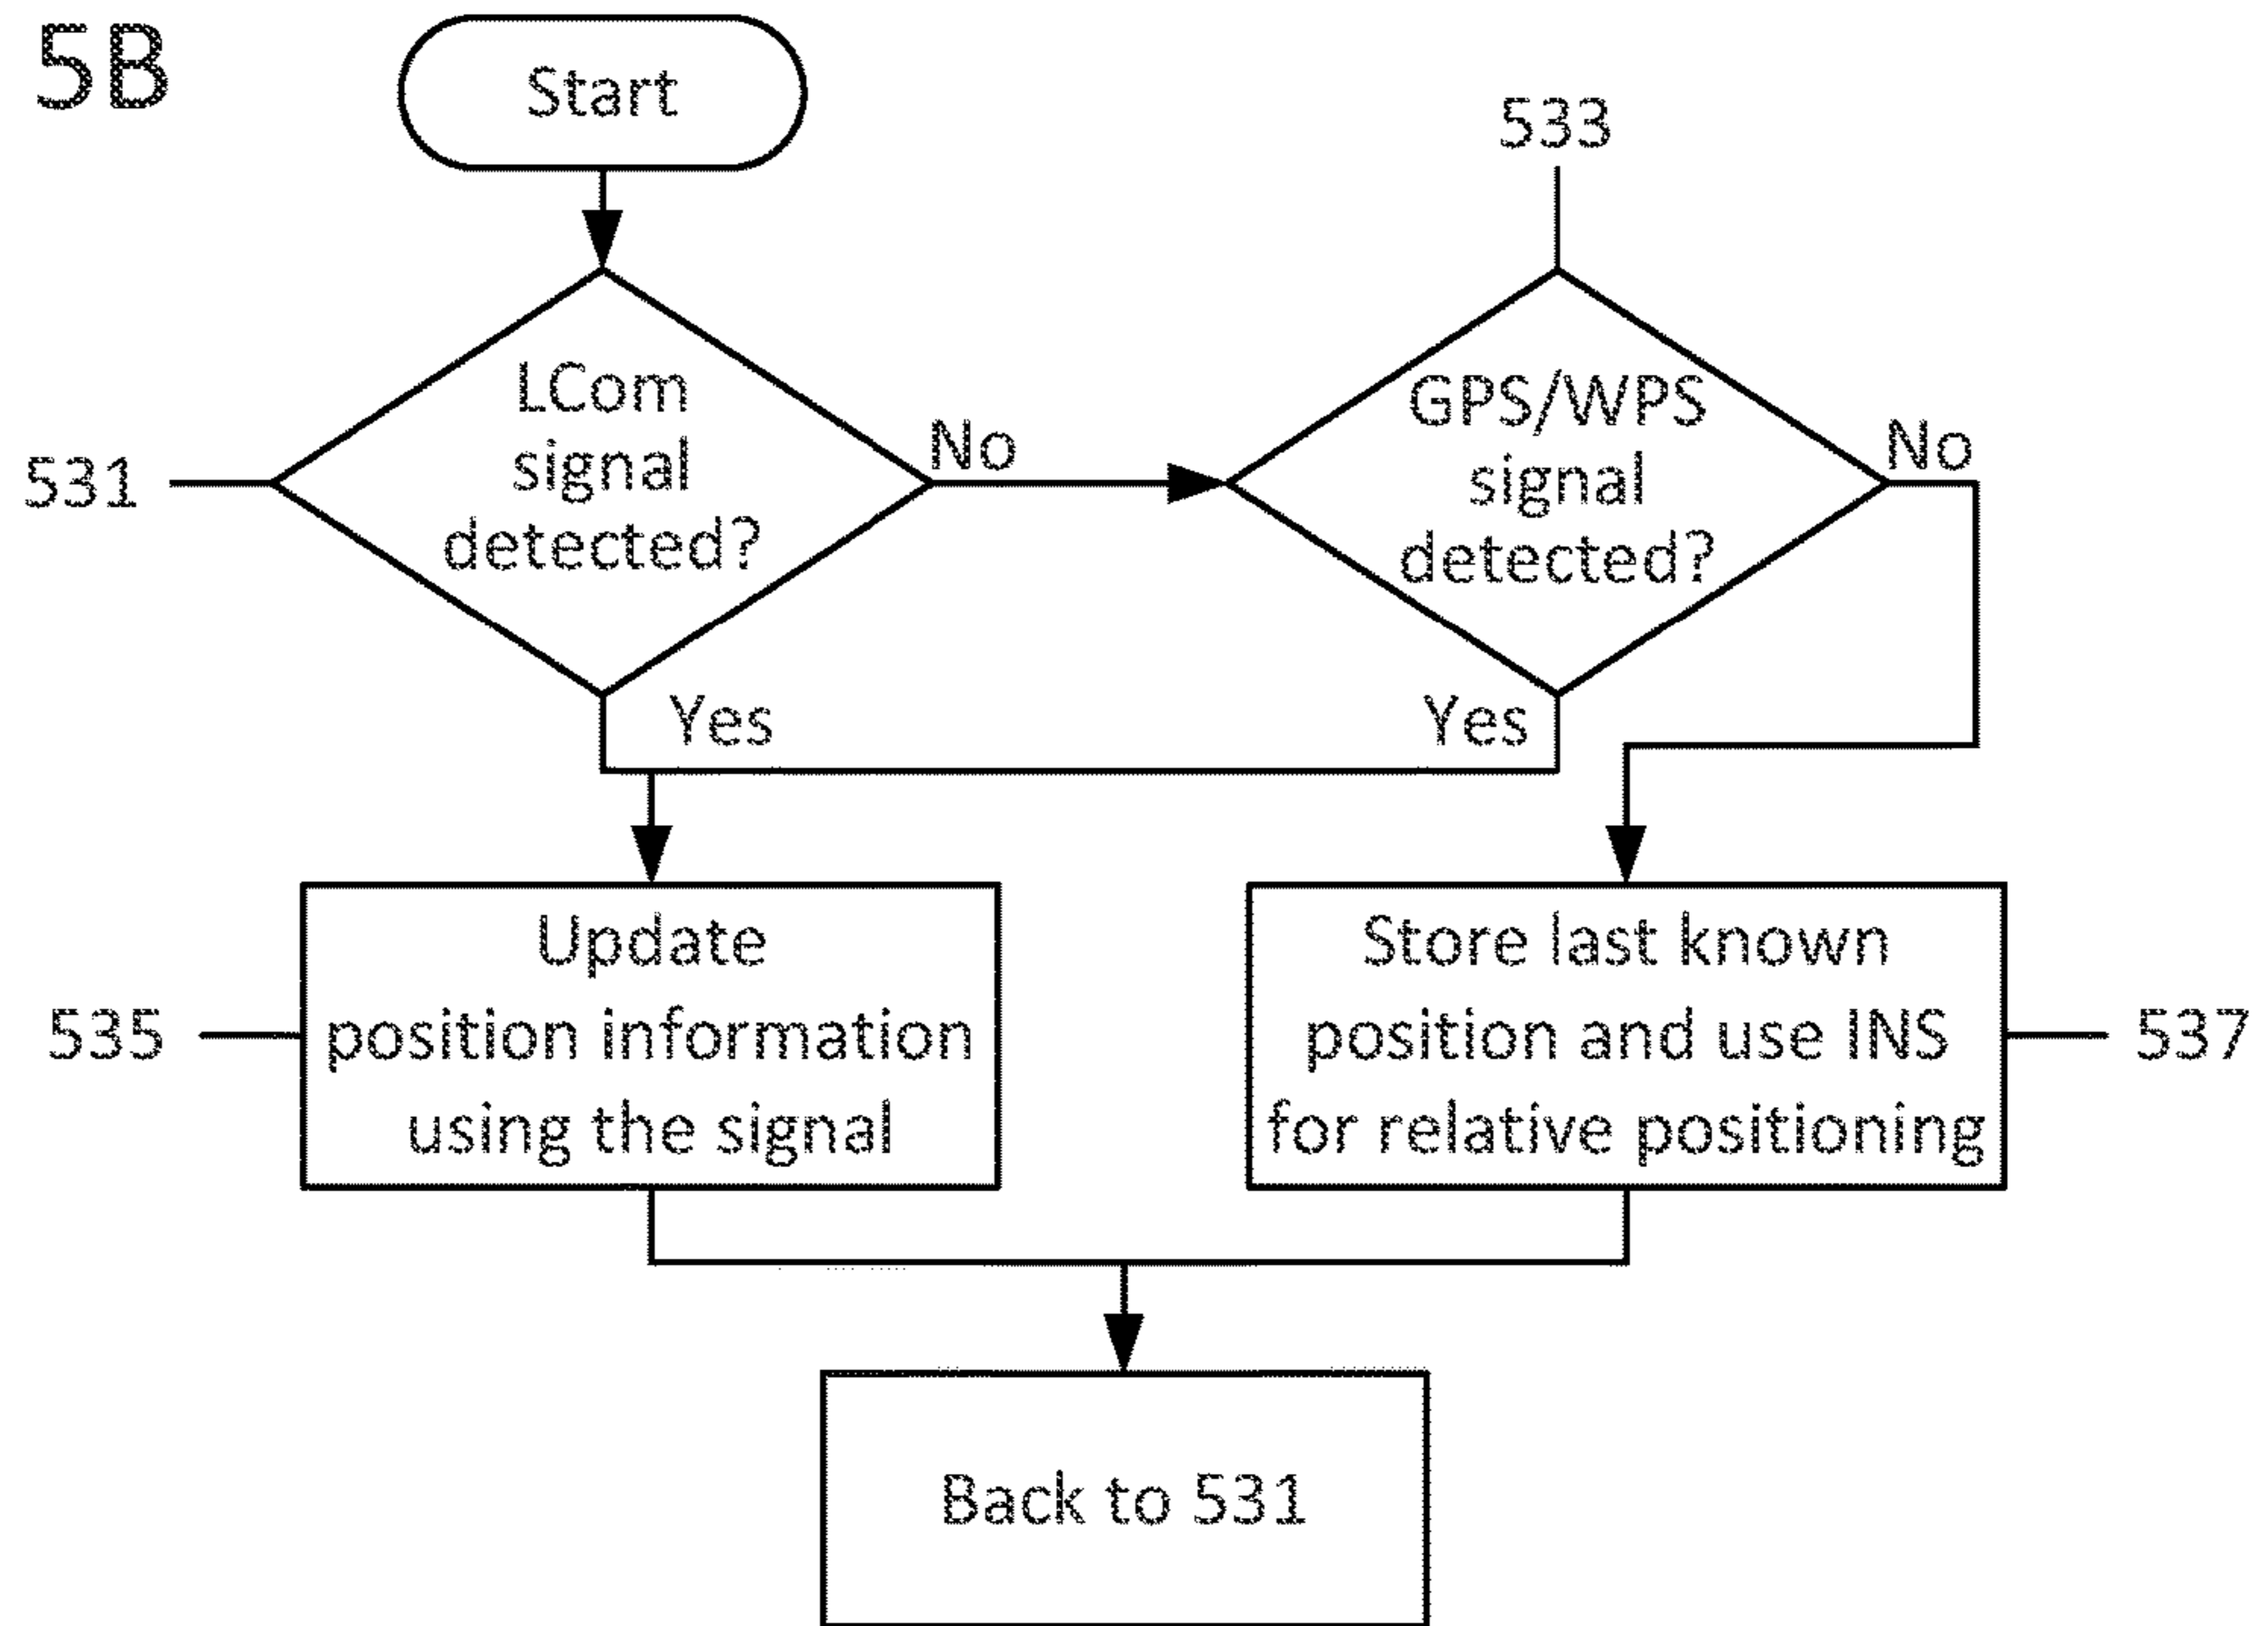 5B
Start
533
LCom
signal
detected?
No
GPS/WPS
signal
detected?
No
531
Yes
Yes
Update
position information
using the signal
535
Store last known
position and use INS
for relative positioning
537
Back to 531